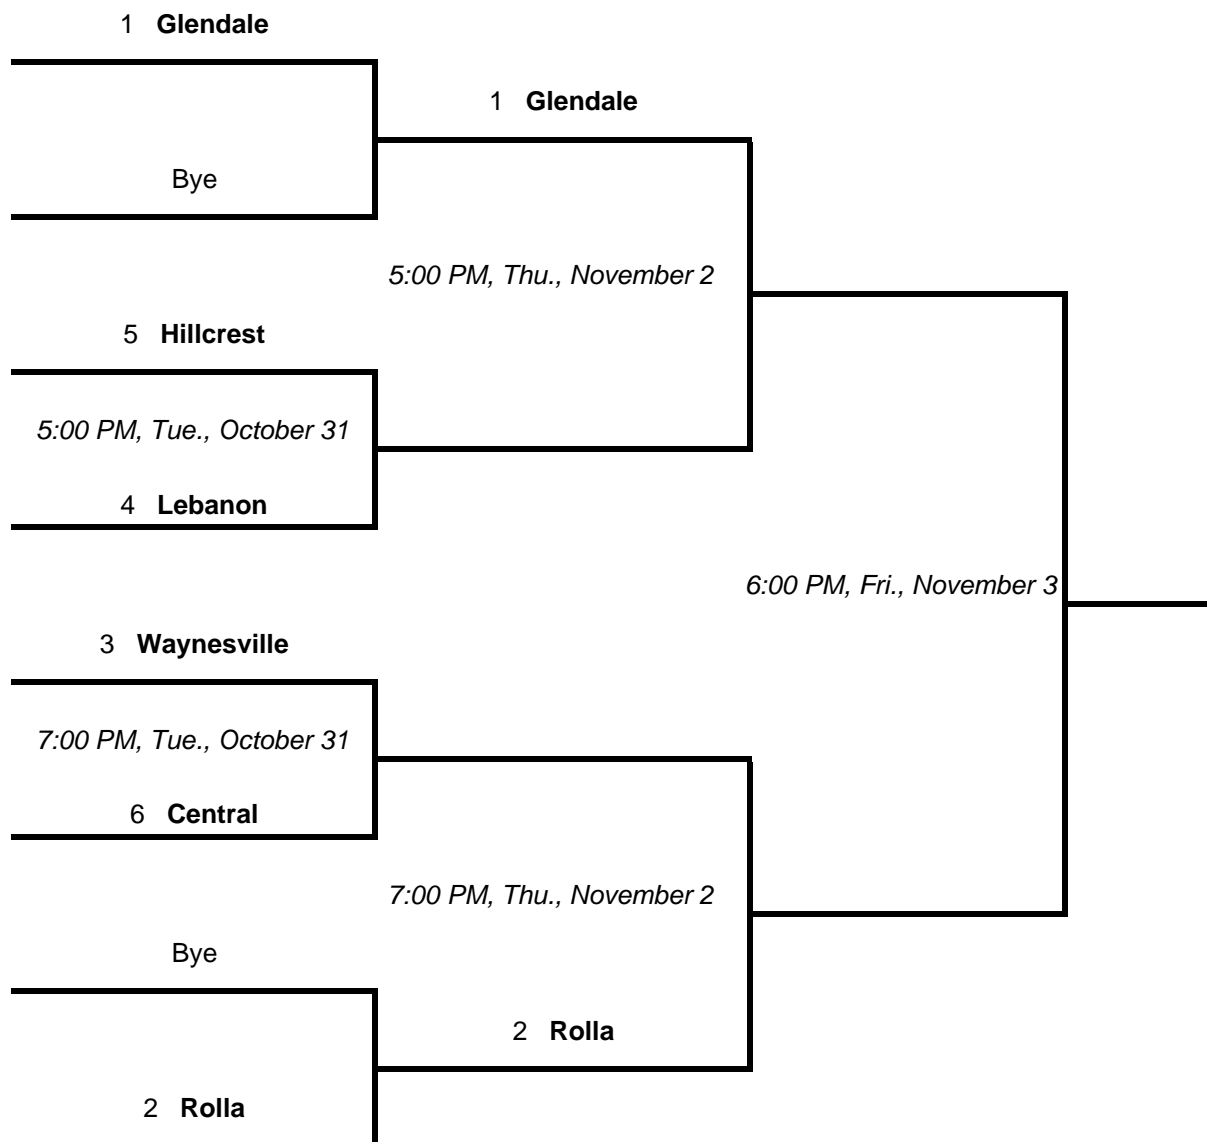 1 Glendale
1 Glendale
Bye
5:00 PM, Thu., November 2
5 Hillcrest
5:00 PM, Tue., October 31
4 Lebanon
6:00 PM, Fri., November 3
3 Waynesville
7:00 PM, Tue., October 31
6 Central
7:00 PM, Thu., November 2
Bye
2 Rolla
2 Rolla